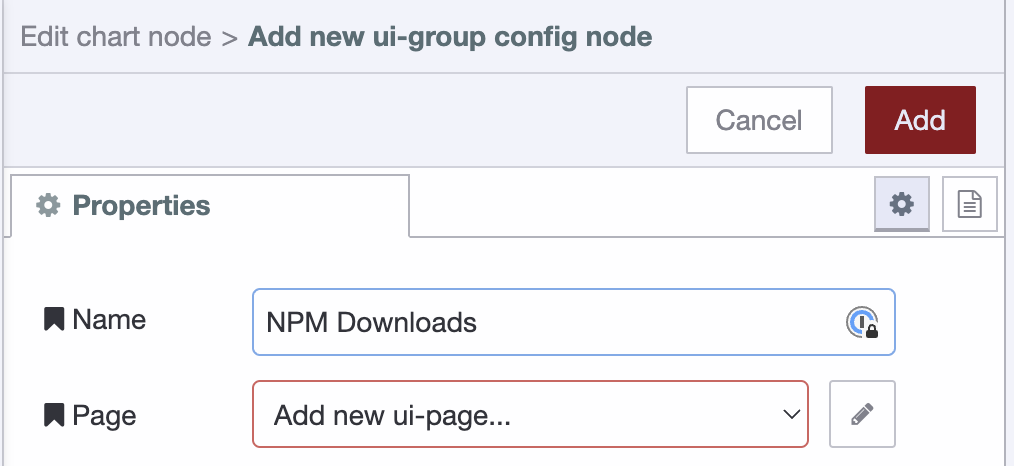 Edit chart node > Add new ui-group config node
Cancel Add
Properties
Name NPM Downloads
Page Add new ui-page...